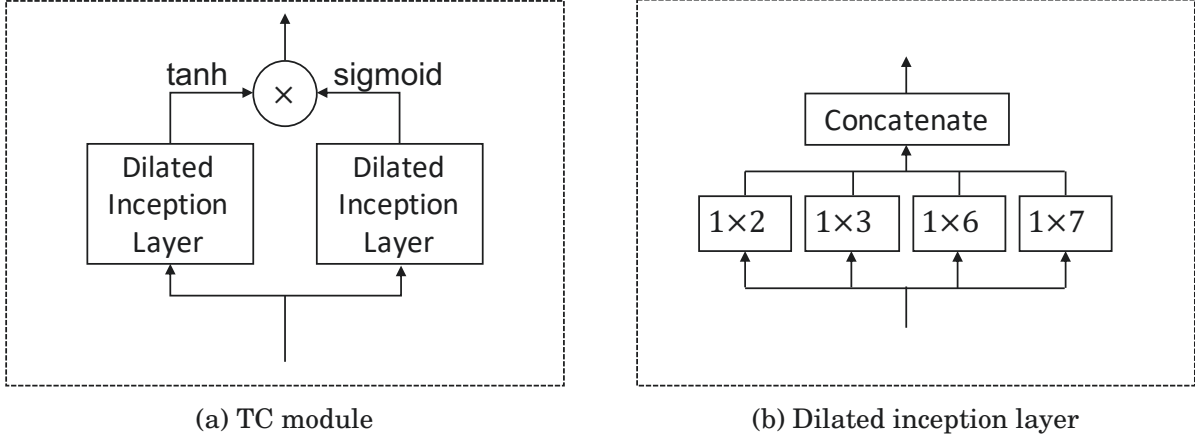 tanh
sigmoid
×
Dilated
Inception
Layer
Dilated
Inception
Layer
(a) TC module
Concatenate
1×2
1×3
1×6
1×7
(b) Dilated inception layer